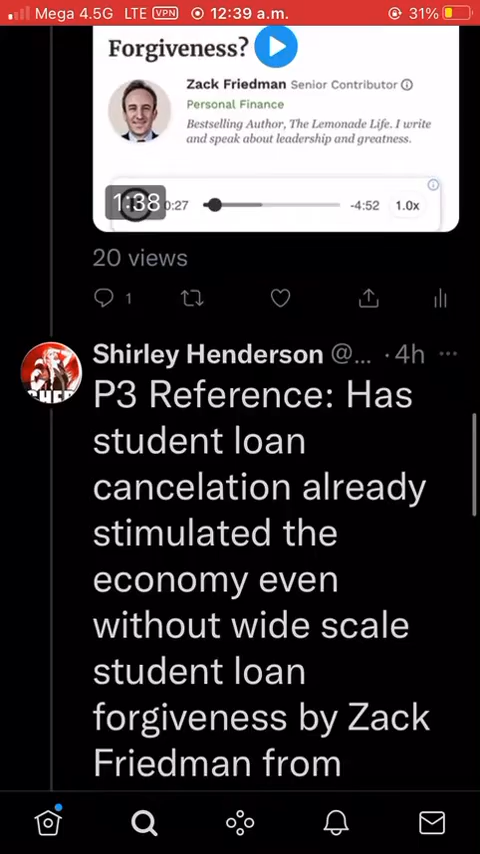 Mega 4.5G LTE VPN 12:39 a.m. 31%
Forgiveness?
Zack Friedman Senior Contributor
Personal Finance
Bestselling Author, The Lemonade Life. I write
and speak about leadership and greatness.
1:38 0:27 -4:52 1.0x
20 views
1
Shirley Henderson @... · 4h ...
P3 Reference: Has
student loan
cancelation already
stimulated the
economy even
without wide scale
student loan
forgiveness by Zack
Friedman from